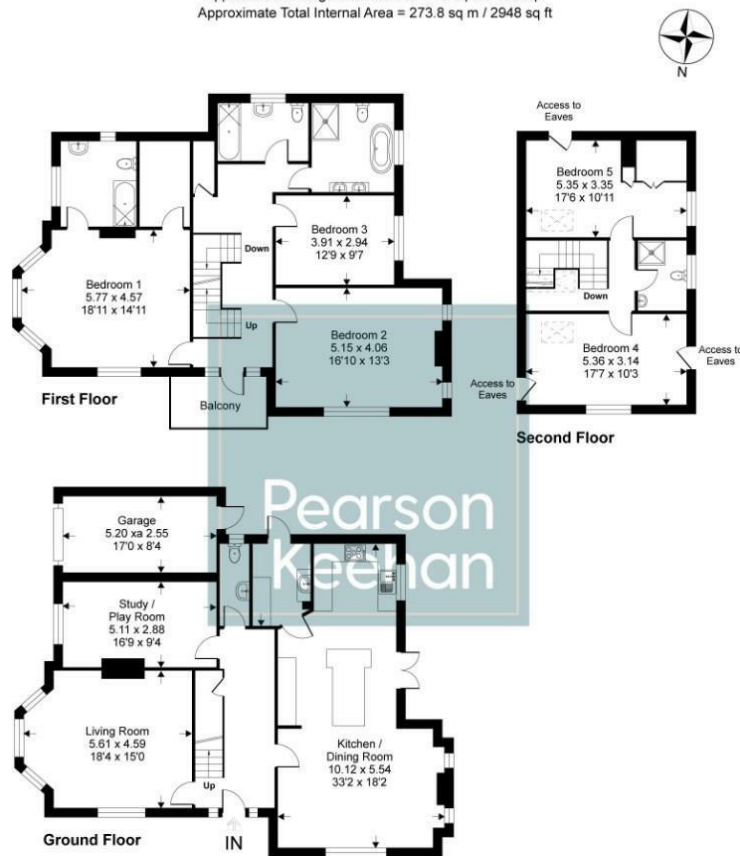 Approximate Total Internal Area = 273.8 sq m / 2948 sq ft
N
Access to
Eaves
Bedroom 5
5.35 x 3.35
17'6 x 10'11
Bedroom 3
3.91 x 2.94
12'9 x 9'7
Down
Bedroom 1
5.77 x 4.57
18'11 x 14'11
Down
Up
Bedroom 2
5.15 x 4.06
16'10 x 13'3
Bedroom 4
5.36 x 3.14
17'7 x 10'3
Access to
Eaves
Access to
Eaves
First Floor
Balcony
Second Floor
Pearson
Keehan
Garage
5.20 xa 2.55
17'0 x 8'4
Study /
Play Room
5.11 x 2.88
16'9 x 9'4
Living Room
5.61 x 4.59
18'4 x 15'0
Kitchen /
Dining Room
10.12 x 5.54
33'2 x 18'2
Up
Ground Floor
IN